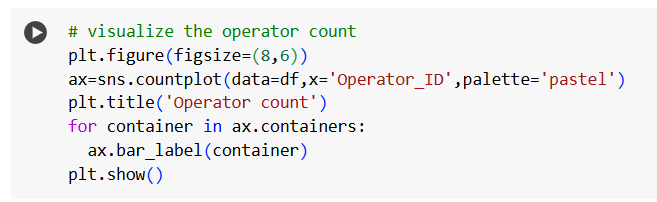 # visualize the operator count
plt.figure(figsize=(8,6))
ax=sns.countplot(data=df,x='Operator_ID',palette='pastel')
plt.title('Operator count')
for container in ax.containers:
  ax.bar_label(container)
plt.show()